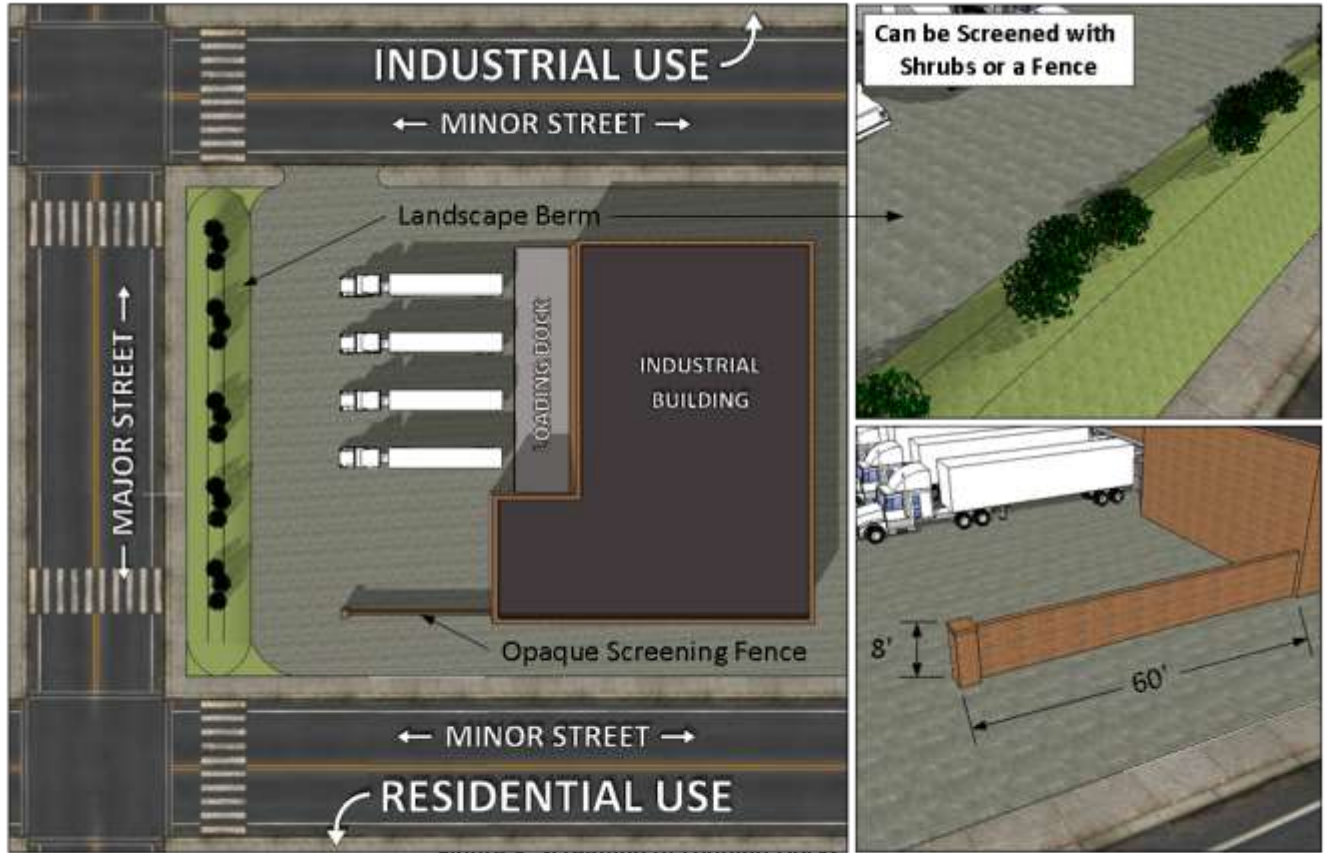 INDUSTRIAL USE
← MINOR STREET →
Landscape Berm
← MAJOR STREET →
LOADING DOCK
INDUSTRIAL
BUILDING
Opaque Screening Fence
← MINOR STREET →
RESIDENTIAL USE
Can be Screened with
Shrubs or a Fence
8'
60'